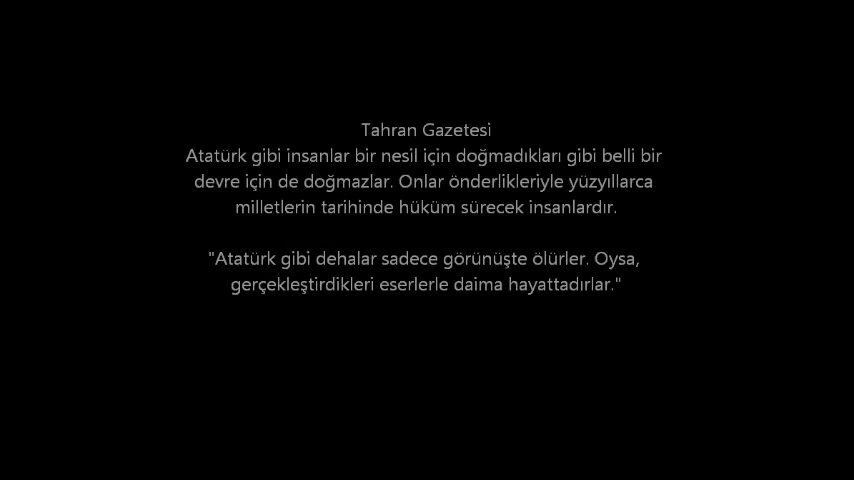 Tahran Gazetesi
Atatürk gibi insanlar bir nesil için doğmadıkları gibi belli bir
devre için de doğmazlar. Onlar önderlikleriyle yüzyıllarca
milletlerin tarihinde hüküm sürecek insanlardır.
"Atatürk gibi dehalar sadece görünüşte ölürler. Oysa,
gerçekleştirdikleri eserlerle daima hayattadırlar."